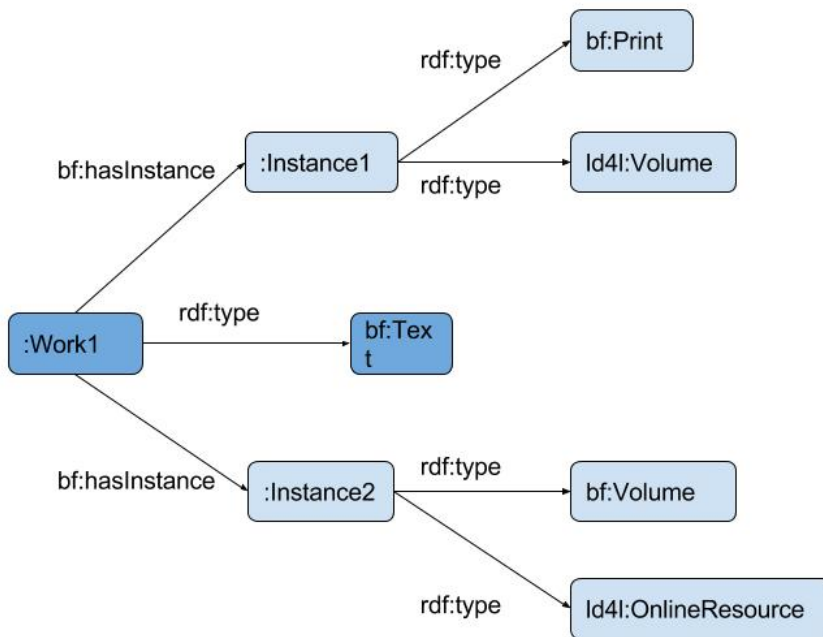 bf:Print
rdf:type
bf:hasInstance
:Instance1
ld4l:Volume
rdf:type
rdf:type
:Work1
bf:Tex
t
bf:hasInstance
rdf:type
:Instance2
bf:Volume
rdf:type
ld4l:OnlineResource